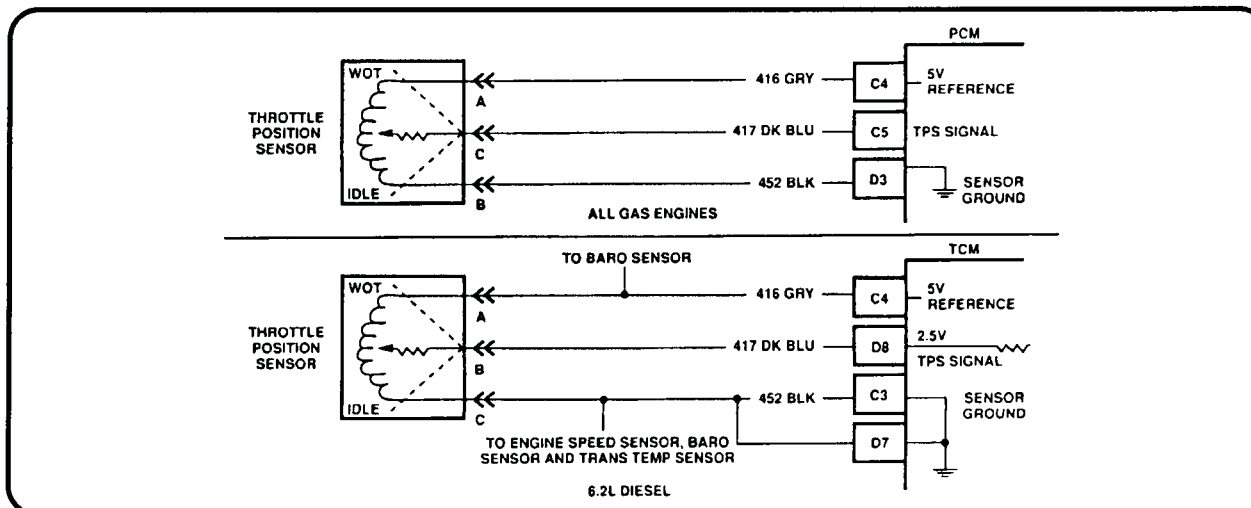 PCM
WOT
THROTTLE
POSITION
SENSOR
IDLE
A
C
B
416 GRY
C4
5V
REFERENCE
417 DK BLU
C5
TPS SIGNAL
452 BLK
D3
SENSOR
GROUND
ALL GAS ENGINES
TCM
TO BARO SENSOR
WOT
THROTTLE
POSITION
SENSOR
IDLE
A
B
C
416 GRY
C4
5V
REFERENCE
417 DK BLU
D8
2.5V
TPS SIGNAL
452 BLK
C3
SENSOR
GROUND
D7
TO ENGINE SPEED SENSOR, BARO
SENSOR AND TRANS TEMP SENSOR
6.2L DIESEL